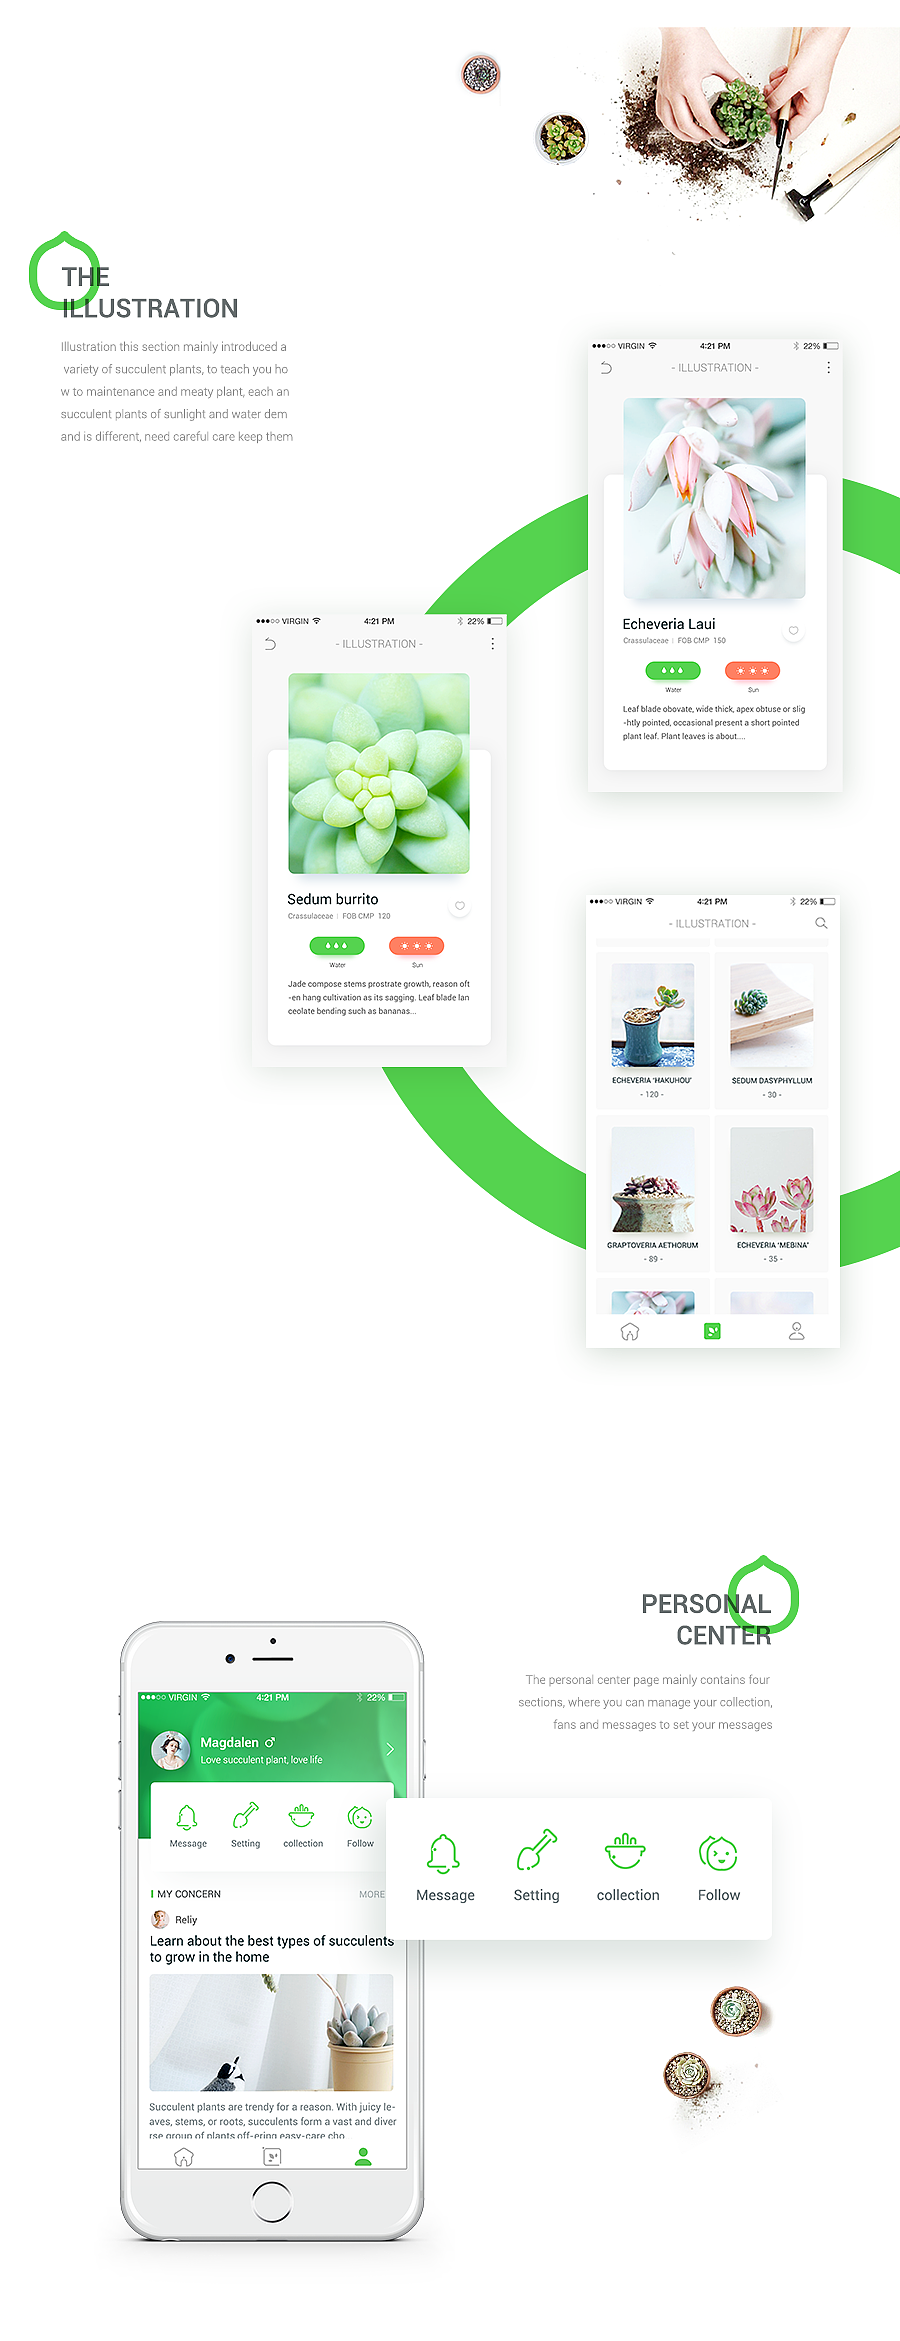 THE
ILLUSTRATION
Illustration this section mainly introduced a
variety of succulent plants, to teach you ho
w to maintenance and meaty plant, each an
succulent plants of sunlight and water dem
and is different, need careful care keep them
VIRGIN 4:21 PM 22%
- ILLUSTRATION -
Echeveria Laui
Crassulaceae | FOB CMP 150
Water Sun
Leaf blade obovate, wide thick, apex obtuse or slig
-htly pointed, occasional present a short pointed
plant leaf. Plant leaves is about....
VIRGIN 4:21 PM 22%
- ILLUSTRATION -
Sedum burrito
Crassulaceae | FOB CMP 120
Water Sun
Jade compose stems prostrate growth, reason oft
-en hang cultivation as its sagging. Leaf blade lan
ceolate bending such as bananas...
VIRGIN 4:21 PM 22%
- ILLUSTRATION -
ECHEVERIA 'HAKUHOU' SEDUM DASYPHYLLUM
- 120 - - 30 -
GRAPTOVERIA AETHORUM ECHEVERIA 'MEBINA'
- 89 - - 35 -
PERSONAL
CENTER
The personal center page mainly contains four
sections, where you can manage your collection,
fans and messages to set your messages
VIRGIN 4:21 PM 22%
Magdalen
Love succulent plant, love life
Message Setting collection Follow
Message Setting collection Follow
MY CONCERN MORE
Reliy
Learn about the best types of succulents
to grow in the home
Succulent plants are trendy for a reason. With juicy le-
aves, stems, or roots, succulents form a vast and diver
rse group of plants off-ering easy-care cho